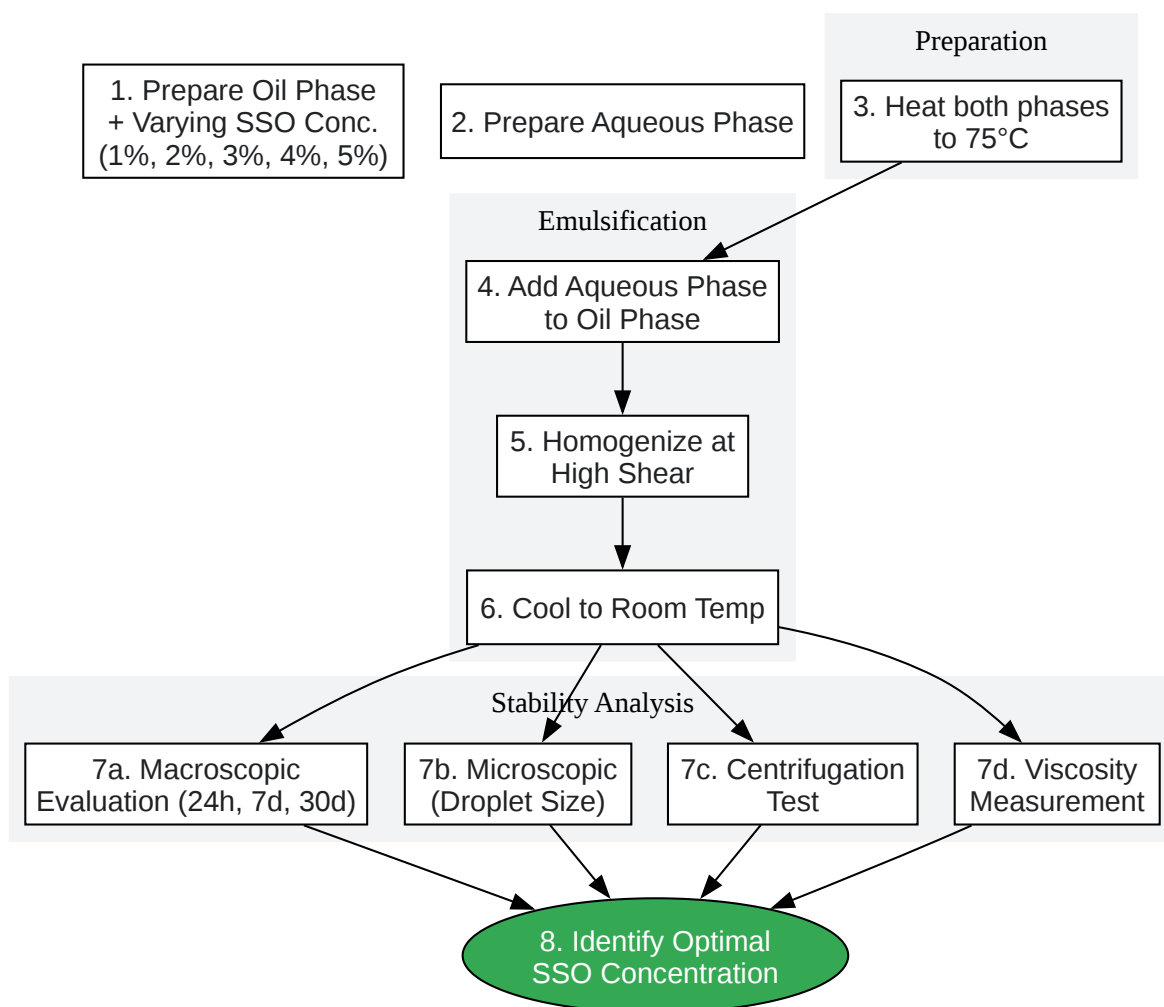 Preparation
1. Prepare Oil Phase
+ Varying SSO Conc.
(1%, 2%, 3%, 4%, 5%)
2. Prepare Aqueous Phase
3. Heat both phases
to 75°C
Emulsification
4. Add Aqueous Phase
to Oil Phase
5. Homogenize at
High Shear
6. Cool to Room Temp
Stability Analysis
7a. Macroscopic
Evaluation (24h, 7d, 30d)
7b. Microscopic
(Droplet Size)
7c. Centrifugation
Test
7d. Viscosity
Measurement
8. Identify Optimal
SSO Concentration